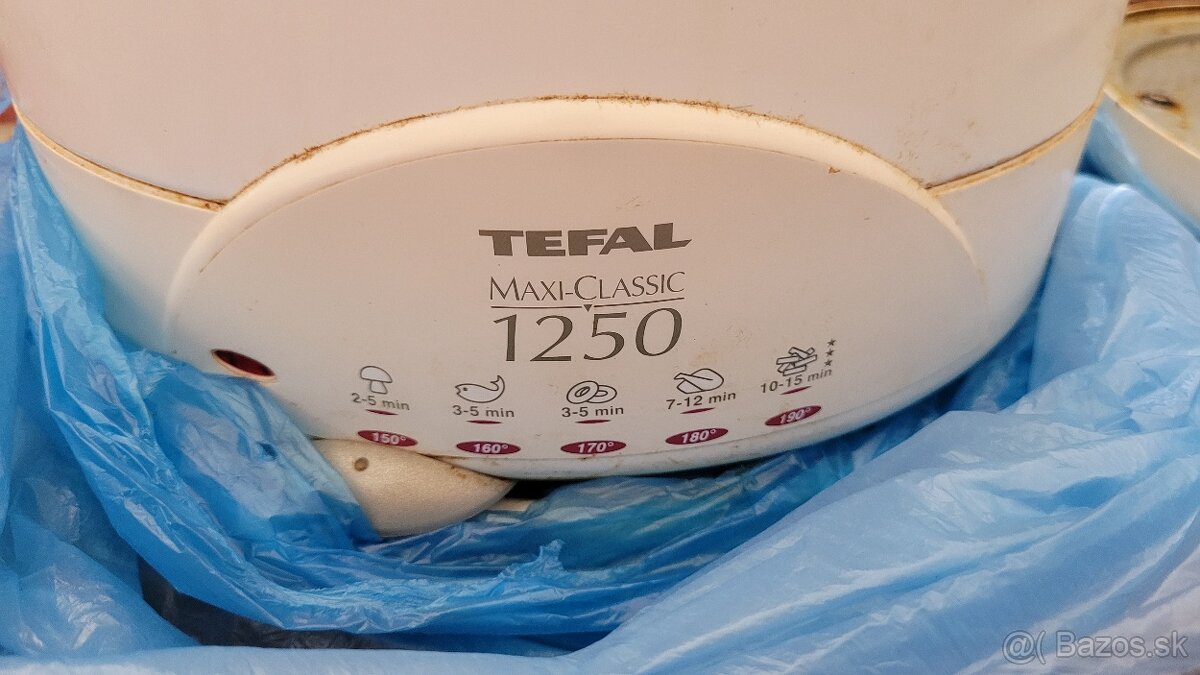 TEFAL
MAXI-CLASSIC
1250
2-5 min 3-5 min 3-5 min 7-12 min 10-15 min
150° 160° 170° 180° 190°
@( Bazos.sk